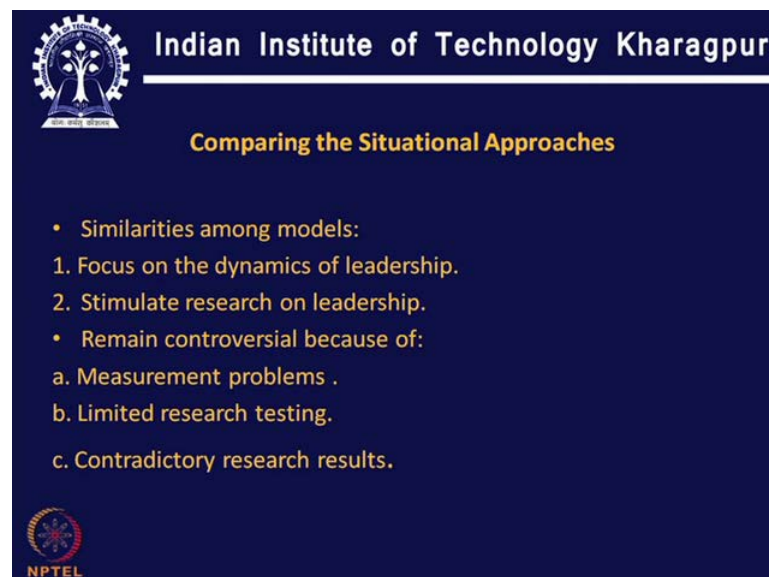 Indian Institute of Technology Kharagpur
Comparing the Situational Approaches
• Similarities among models:
1. Focus on the dynamics of leadership.
2. Stimulate research on leadership.
• Remain controversial because of:
a. Measurement problems .
b. Limited research testing.
c. Contradictory research results.
NPTEL